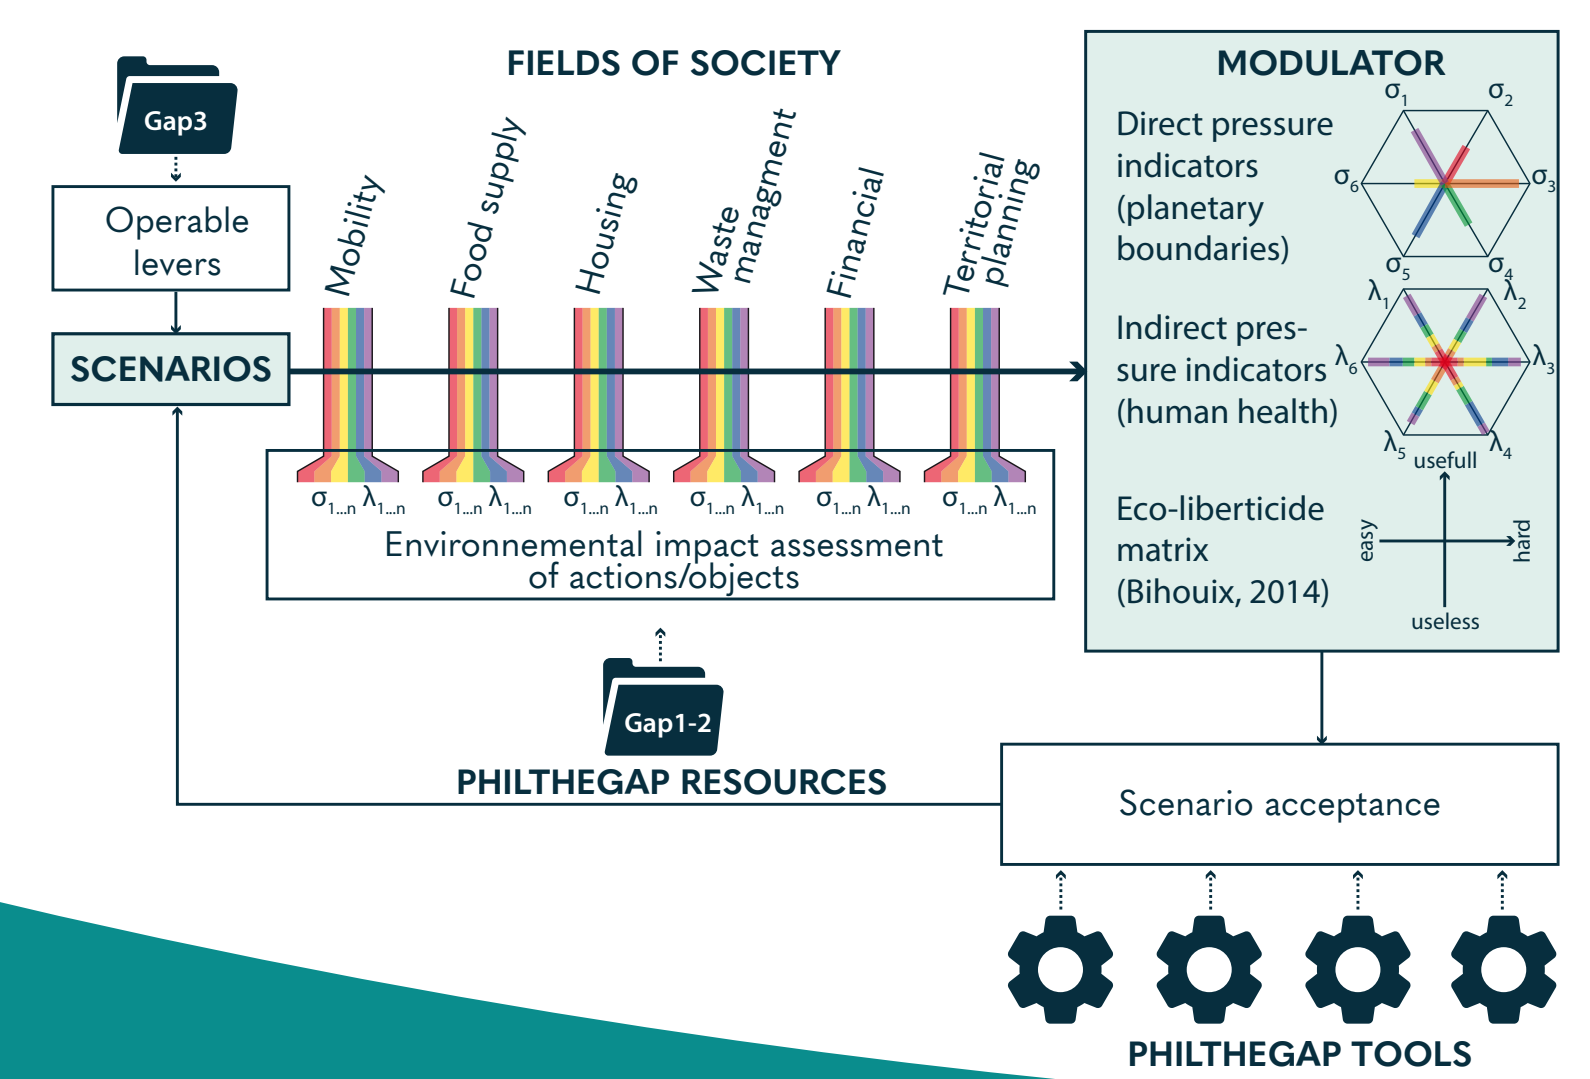 FIELDS OF SOCIETY
Gap3
Operable
levers
SCENARIOS
Mobility
Food supply
Housing
Waste
managment
Financial
Territorial
planning
σ1...n λ1...n
σ1...n λ1...n
σ1...n λ1...n
σ1...n λ1...n
σ1...n λ1...n
σ1...n λ1...n
Environnemental impact assessment
of actions/objects
Gap1-2
PHILTHEGAP RESOURCES
MODULATOR
Direct pressure
indicators
(planetary
boundaries)
σ1
σ2
σ6
σ3
σ5
σ4
Indirect pres-
sure indicators
(human health)
λ1
λ2
λ6
λ3
λ5
λ4
Eco-liberticide
matrix
(Bihouix, 2014)
usefull
easy
hard
useless
Scenario acceptance
PHILTHEGAP TOOLS